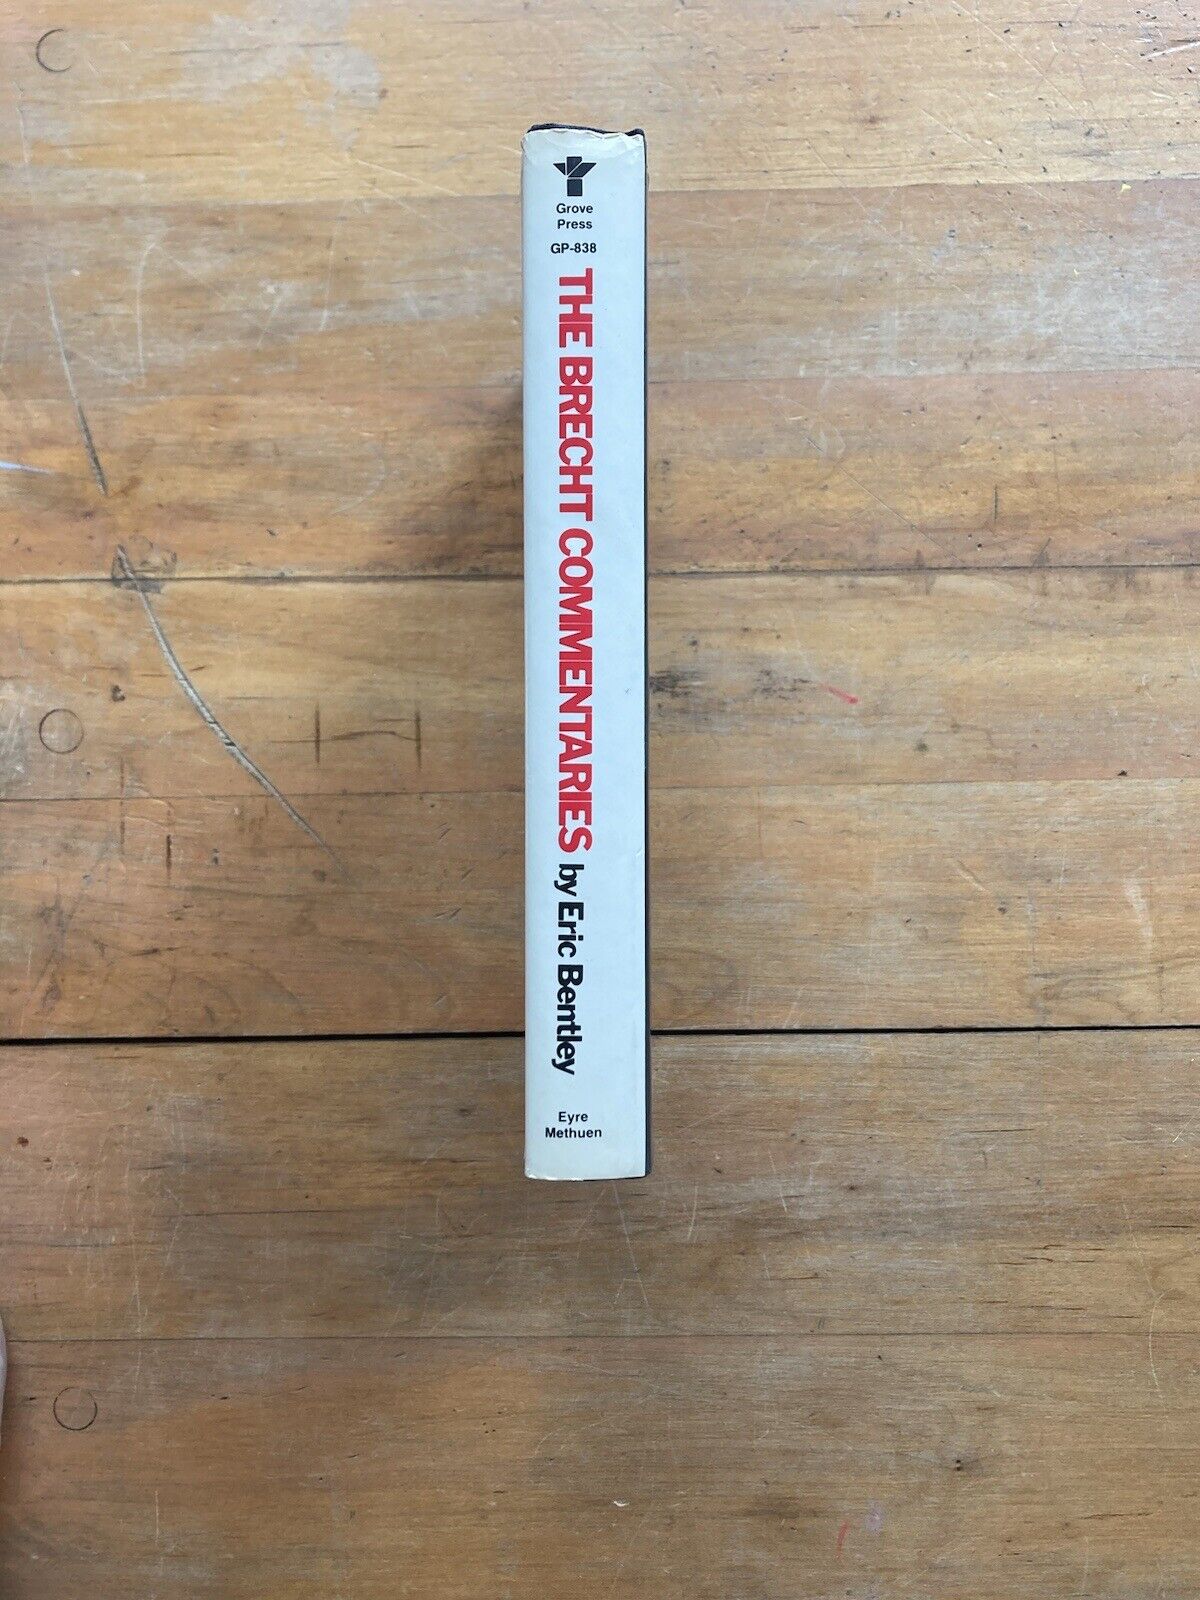 Grove
Press
GP-838
THE BRECHT COMMENTARIES by Eric Bentley
Eyre
Methuen